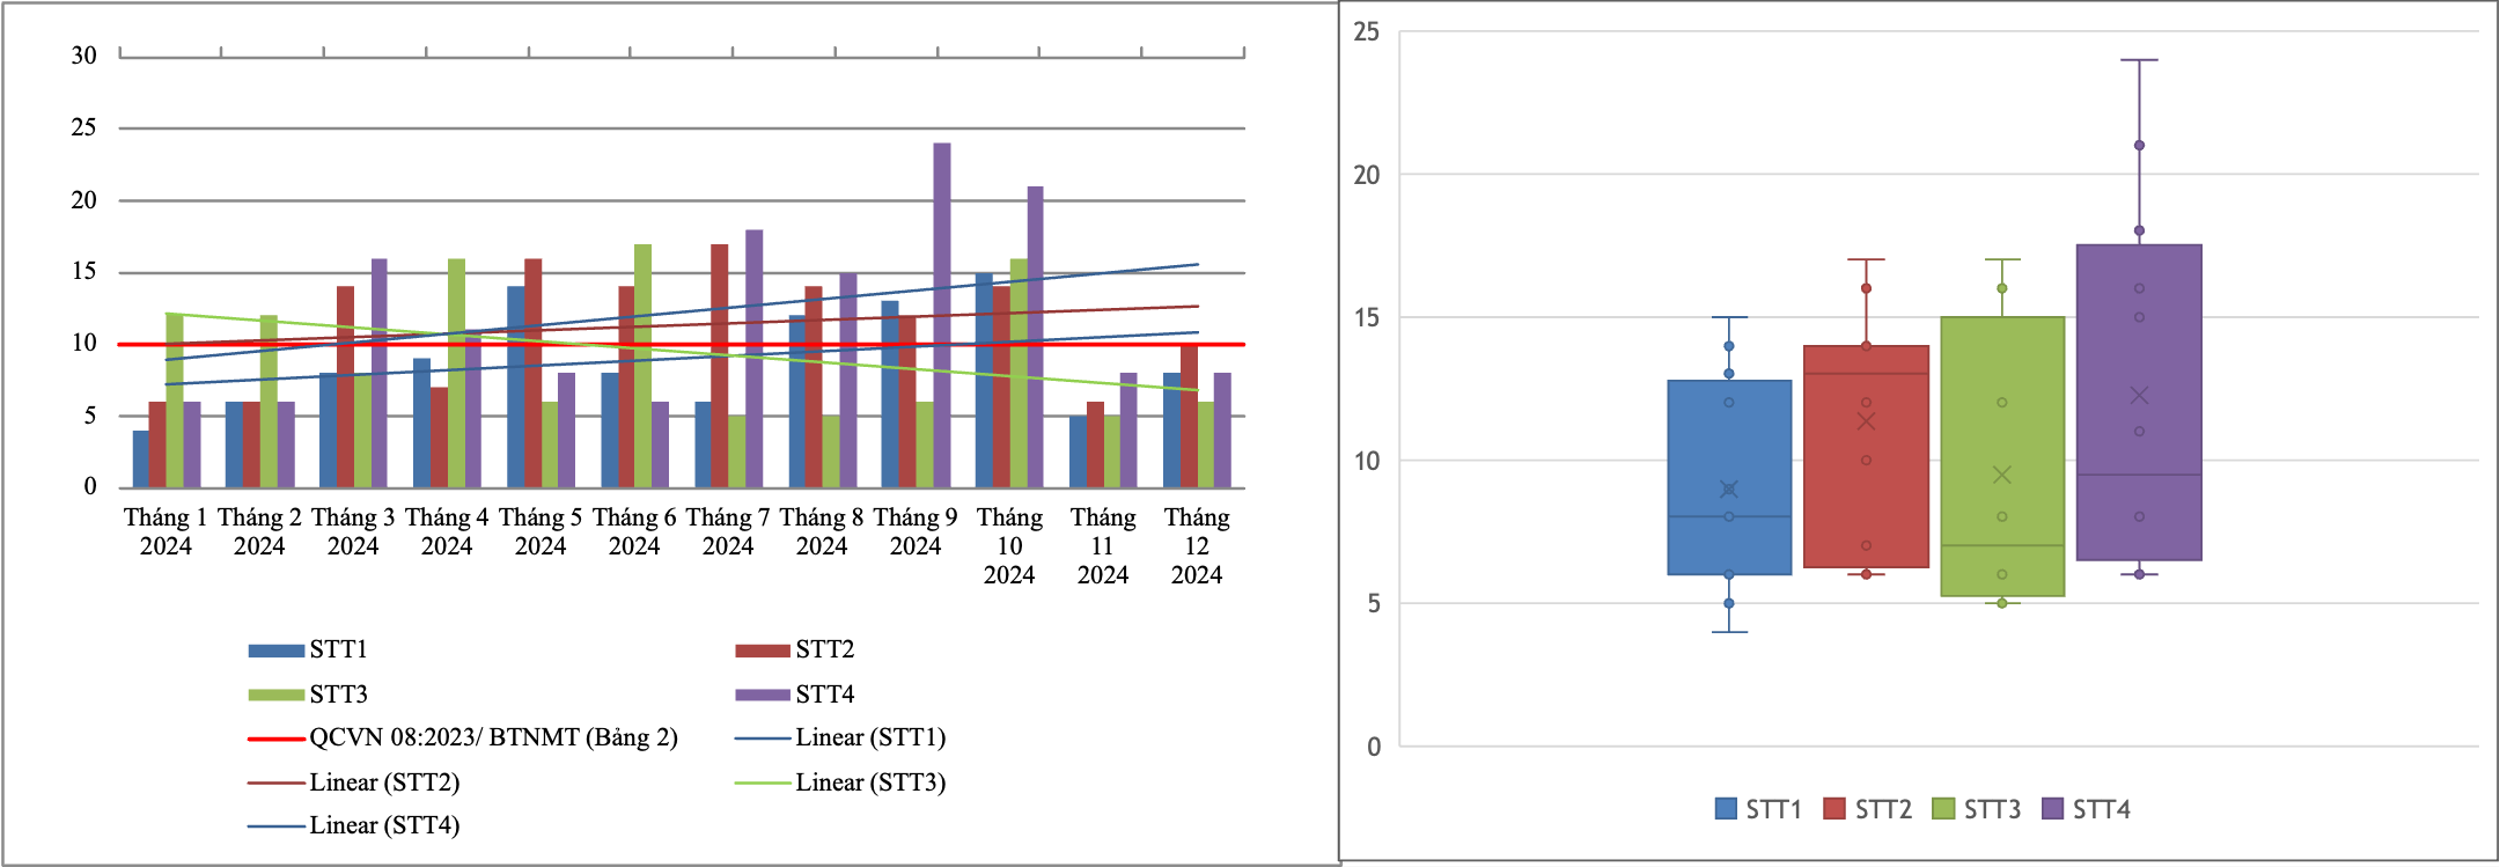 30
25
20
15
10
5
0
Tháng 1 2024
Tháng 2 2024
Tháng 3 2024
Tháng 4 2024
Tháng 5 2024
Tháng 6 2024
Tháng 7 2024
Tháng 8 2024
Tháng 9 2024
Tháng 10 2024
Tháng 11 2024
Tháng 12 2024
STT1
STT2
STT3
STT4
QCVN 08:2023/ BTNMT (Bảng 2)
Linear (STT1)
Linear (STT2)
Linear (STT3)
Linear (STT4)
25
20
15
10
5
0
STT1 STT2 STT3 STT4